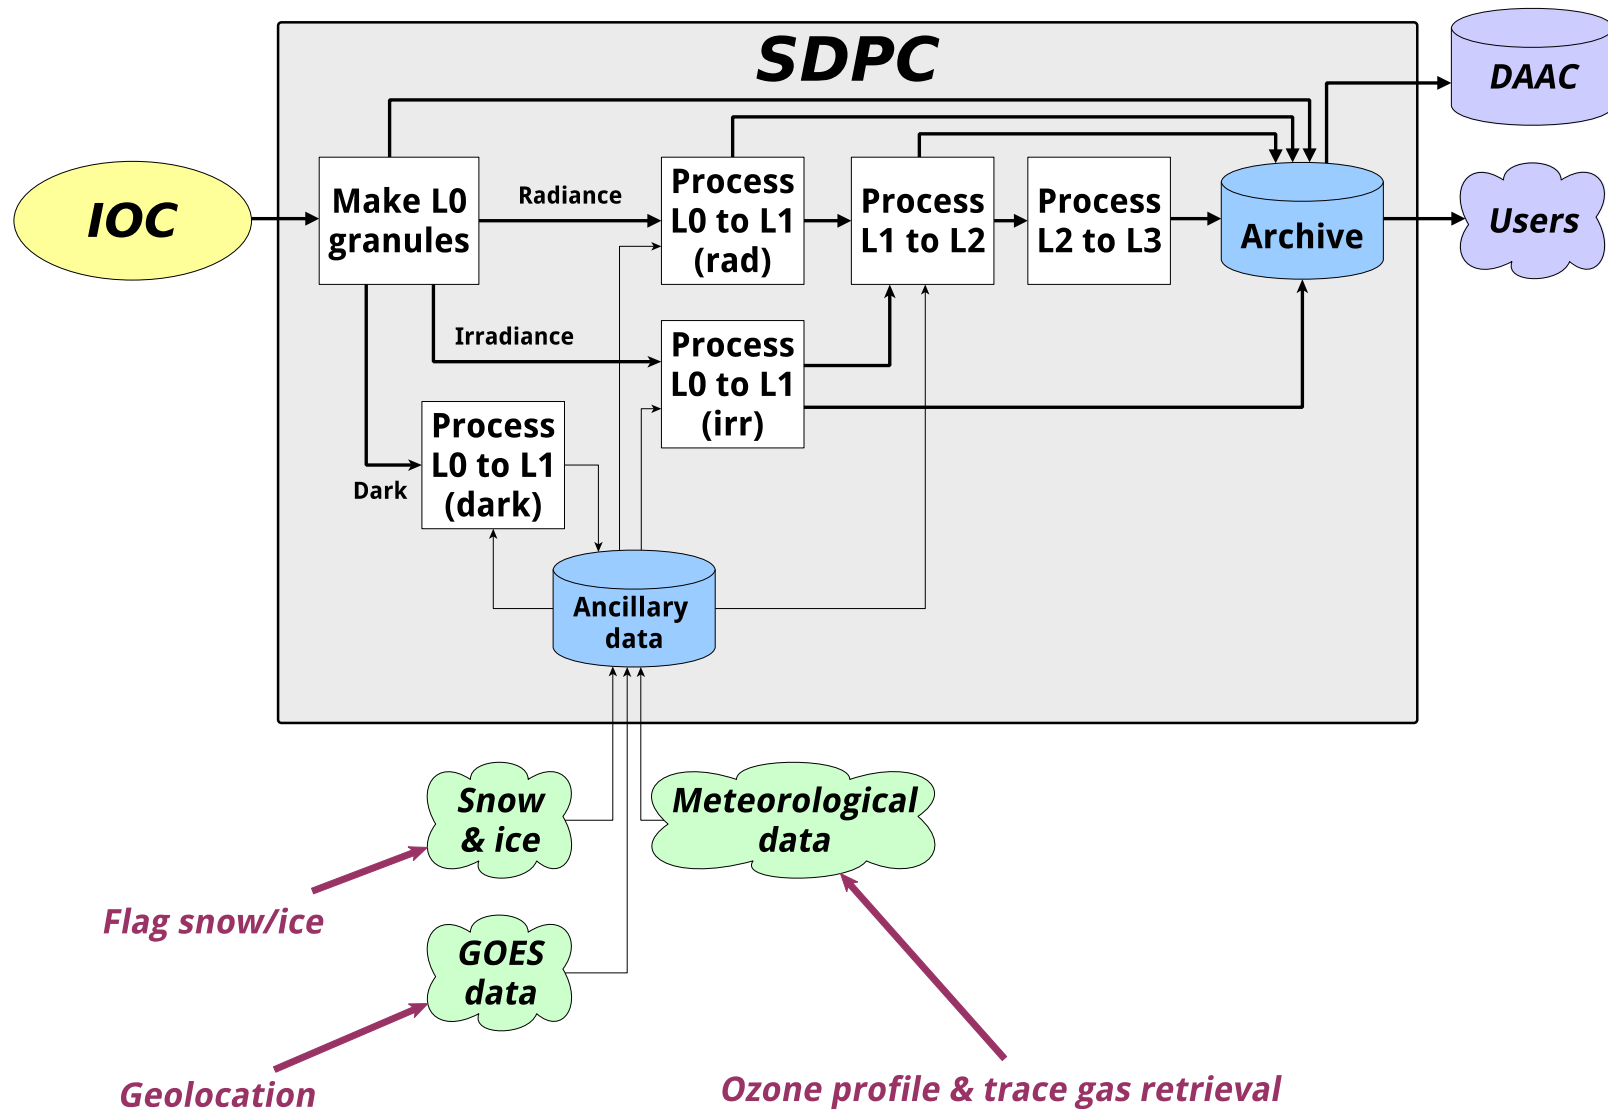 SDPC
DAAC
IOC
Make L0
granules
Radiance
Process
L0 to L1
(rad)
Process
L1 to L2
Process
L2 to L3
Archive
Users
Irradiance
Process
L0 to L1
(irr)
Process
L0 to L1
(dark)
Dark
Ancillary
data
Snow
& ice
Meteorological
data
Flag snow/ice
GOES
data
Geolocation
Ozone profile & trace gas retrieval